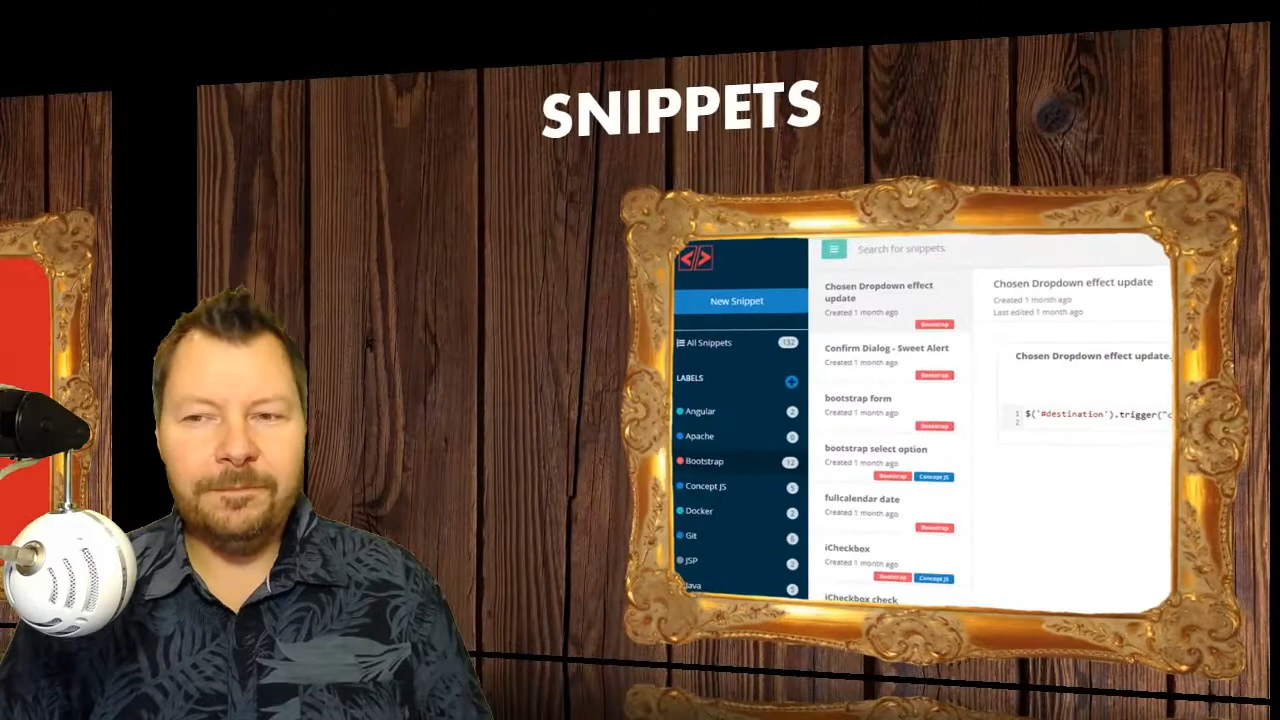 SNIPPETS
</>
Search for snippets
New Snippet
All Snippets 132
LABELS
Angular 2
Apache 6
Bootstrap 12
Concept JS 5
Docker 2
Git 6
JSP 2
Java 5
Chosen Dropdown effect
update
Created 1 month ago
Bootstrap
Confirm Dialog - Sweet Alert
Created 1 month ago
Bootstrap
bootstrap form
Created 1 month ago
Bootstrap
bootstrap select option
Created 1 month ago
Bootstrap Concept JS
fullcalendar date
Created 1 month ago
Bootstrap
iCheckbox
Created 1 month ago
Bootstrap Concept JS
iCheckbox check
Chosen Dropdown effect update
Created 1 month ago
Last edited 1 month ago
Chosen Dropdown effect update.
1 $('#destination').trigger("c
2